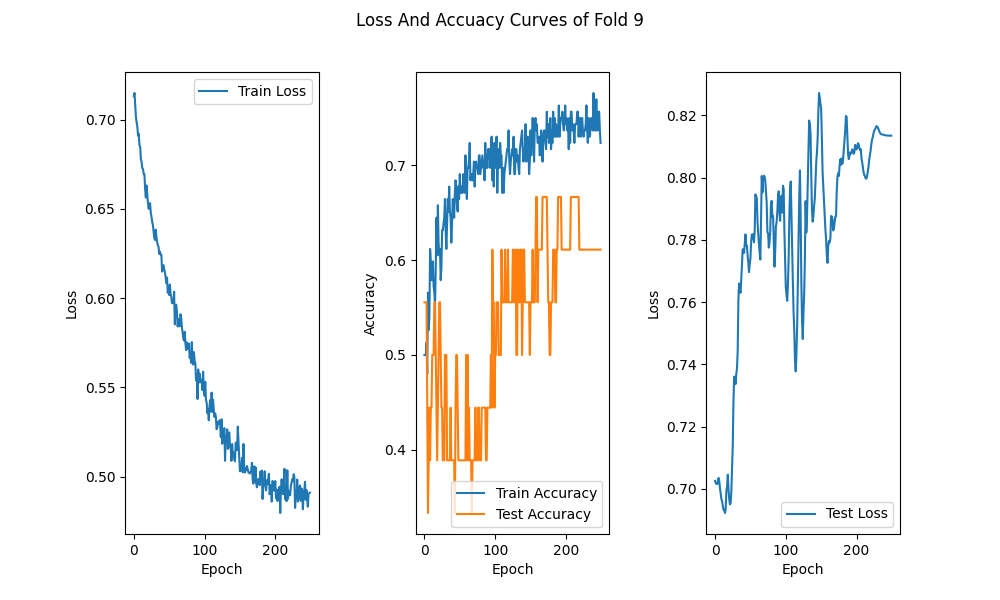 Loss And Accuacy Curves of Fold 9
0.70
0.65
0.60
0.55
0.50
Loss
0 100 200
Epoch
Train Loss
0.7
0.6
0.5
0.4
Accuracy
0 100 200
Epoch
Train Accuracy
Test Accuracy
0.82
0.80
0.78
0.76
0.74
0.72
0.70
Loss
0 100 200
Epoch
Test Loss